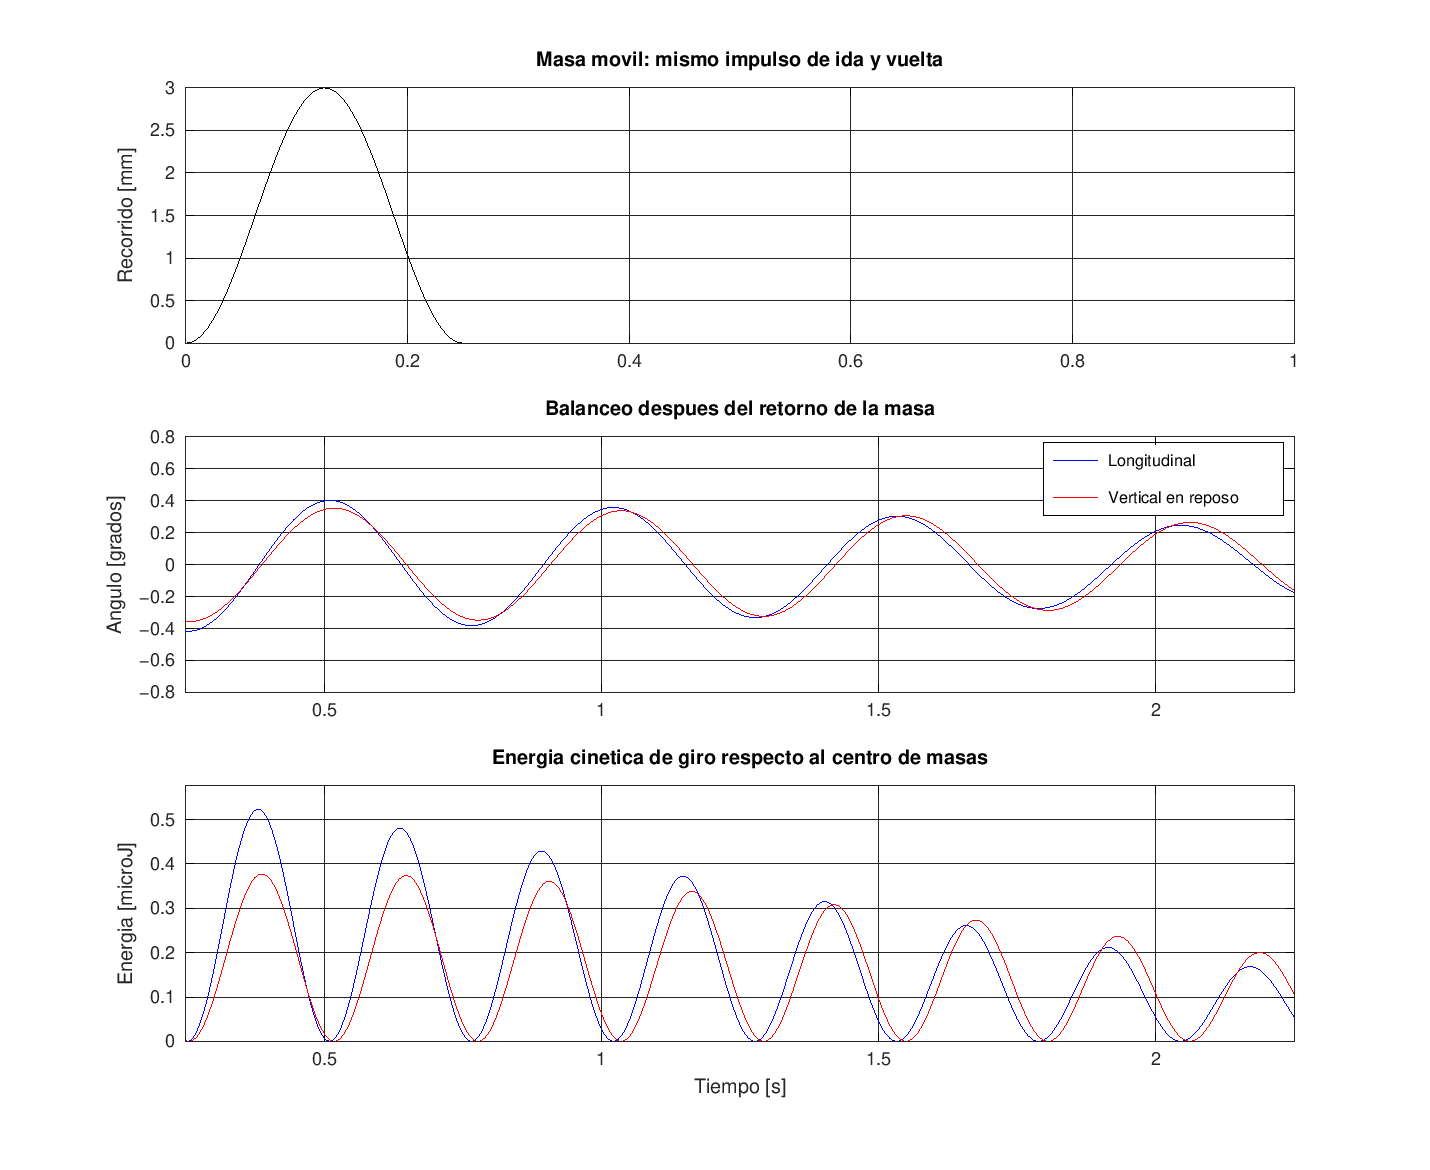 Masa movil: mismo impulso de ida y vuelta
3
2.5
2
1.5
1
0.5
0
Recorrido [mm]
0 0.2 0.4 0.6 0.8 1
Balanceo despues del retorno de la masa
0.8
0.6
0.4
0.2
0
−0.2
−0.4
−0.6
−0.8
Angulo [grados]
Longitudinal
Vertical en reposo
0.5 1 1.5 2
Energia cinetica de giro respecto al centro de masas
0.5
0.4
0.3
0.2
0.1
0
Energia [microJ]
0.5 1 1.5 2
Tiempo [s]